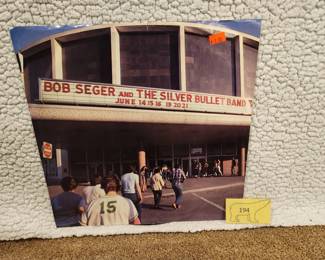 BOB SEGER AND THE SILVER BULLET BAND
JUNE 14 15 16 19 20 21
15
194